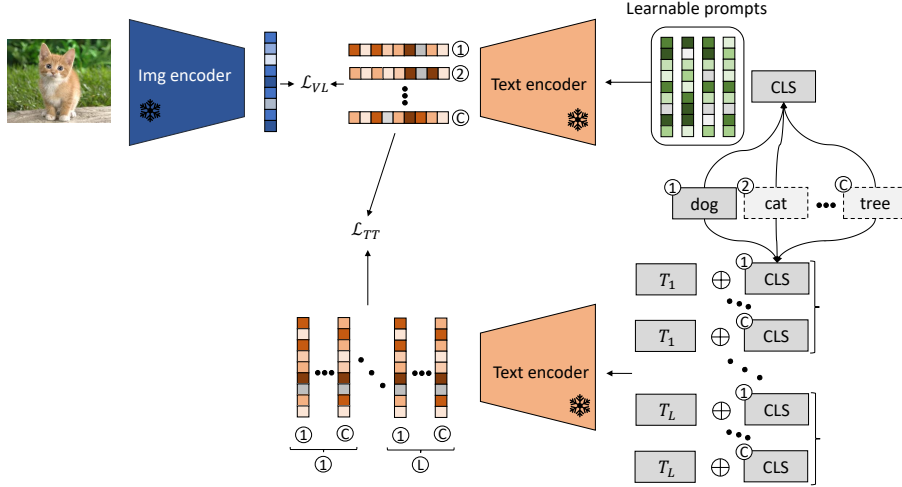 Learnable prompts
Img encoder
ℒ_VL
①
②
Ⓒ
Text encoder
CLS
① dog
② cat
Ⓒ tree
ℒ_TT
T_1 ⊕ ① CLS
T_1 ⊕ Ⓒ CLS
Text encoder
T_L ⊕ ① CLS
T_L ⊕ Ⓒ CLS
① Ⓒ ① Ⓒ
① Ⓛ